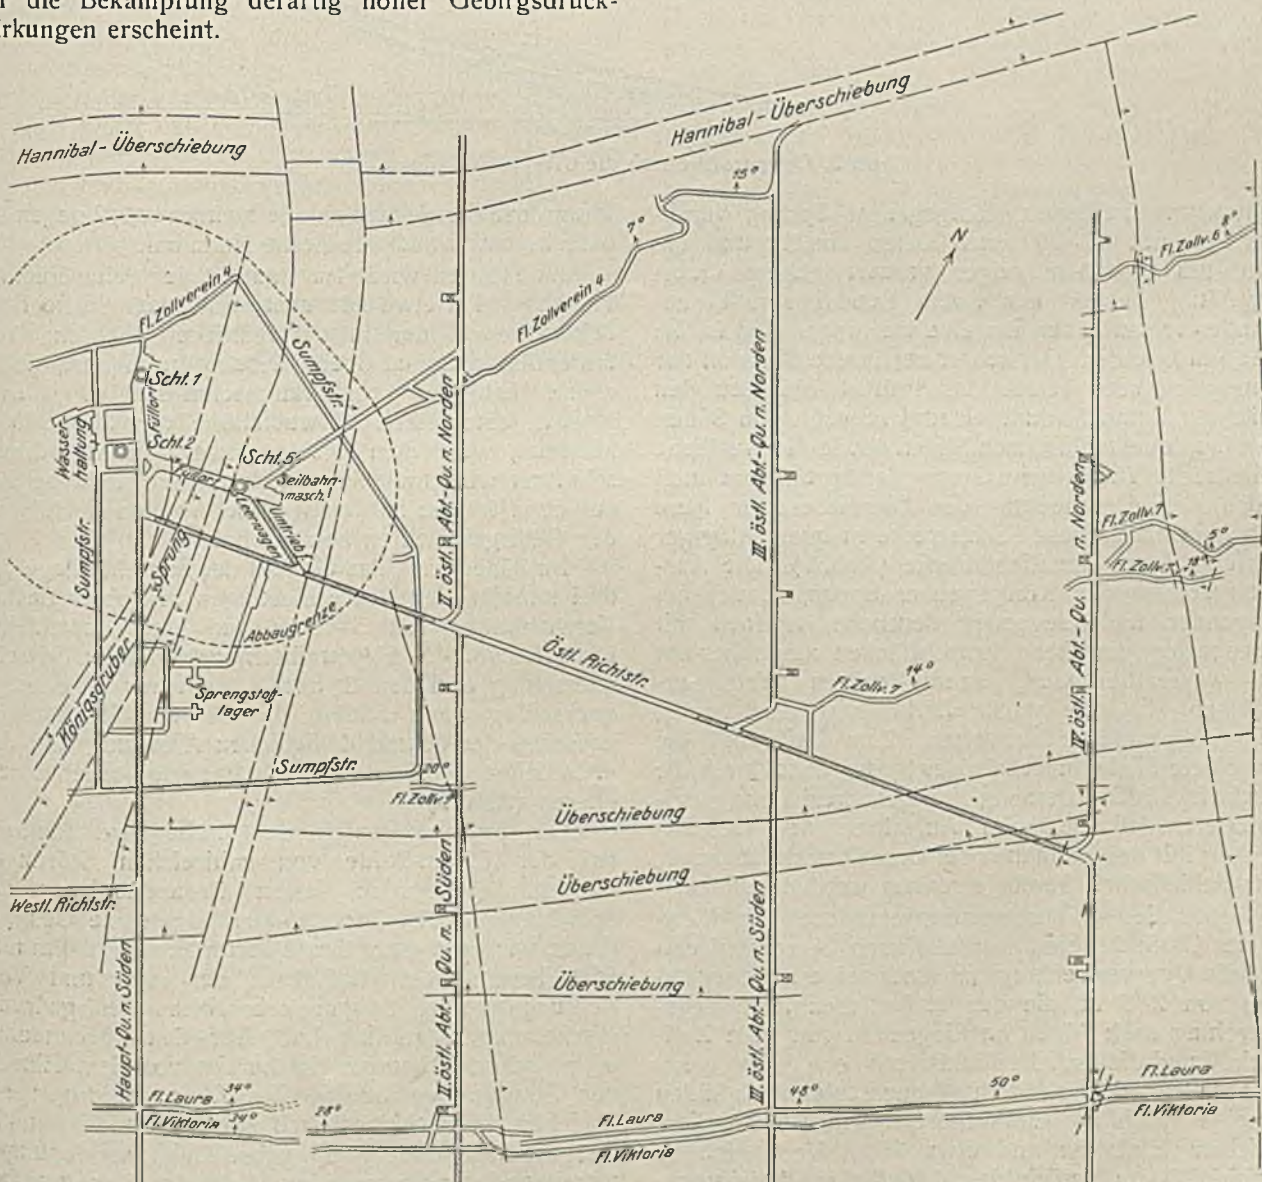 die Bekämpfung derartig hoher Gebirgsdruck-
rkungen erscheint.
Hannibal - Überschiebung
Hannibal - Überschiebung
15°
7°
N
Fl. Zollv. 6
8°
Fl. Zollverein 4
Fl. Zollverein 4
Sumpfstr.
Scht. 1
Füllort
Wasser-
haltung
Scht. 2
Füllort
Scht. 5
Seilbahn-
masch.
Leerwagen
Umtrieb
II. östl. Abt.-Qu. n. Norden
III. östl. Abt.-Qu. n. Norden
IV. östl. Abt.-Qu. n. Norden
Fl. Zollv. 7
5°
Fl. Zollv. 7
Sumpfstr.
Sprung
Königsgruber
Abbaugrenze
Östl. Richtstr.
Fl. Zollv. 7
14°
Sprengstoff-
lager
Sumpfstr.
20°
Fl. Zollv. 7
Überschiebung
Überschiebung
Überschiebung
Westl. Richtstr.
Haupt-Qu. n. Süden
II. östl. Abt.-Qu. n. Süden
III. östl. Abt.-Qu. n. Süden
Fl. Laura
34°
Fl. Viktoria
34°
28°
Fl. Laura
Fl. Viktoria
48°
50°
Fl. Laura
Fl. Viktoria